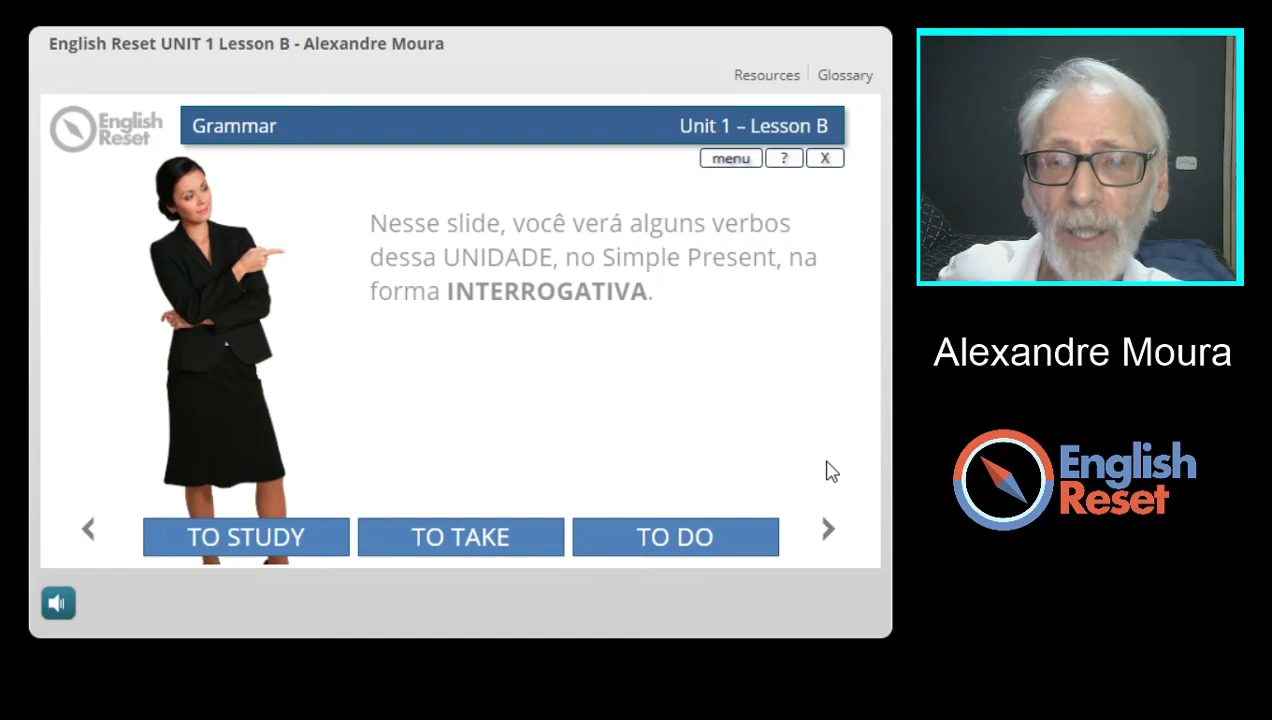 English Reset UNIT 1 Lesson B - Alexandre Moura
Resources
Glossary
English
Reset
Grammar
Unit 1 – Lesson B
menu
?
X
Nesse slide, você verá alguns verbos
dessa UNIDADE, no Simple Present, na
forma INTERROGATIVA.
TO STUDY
TO TAKE
TO DO
Alexandre Moura
English
Reset